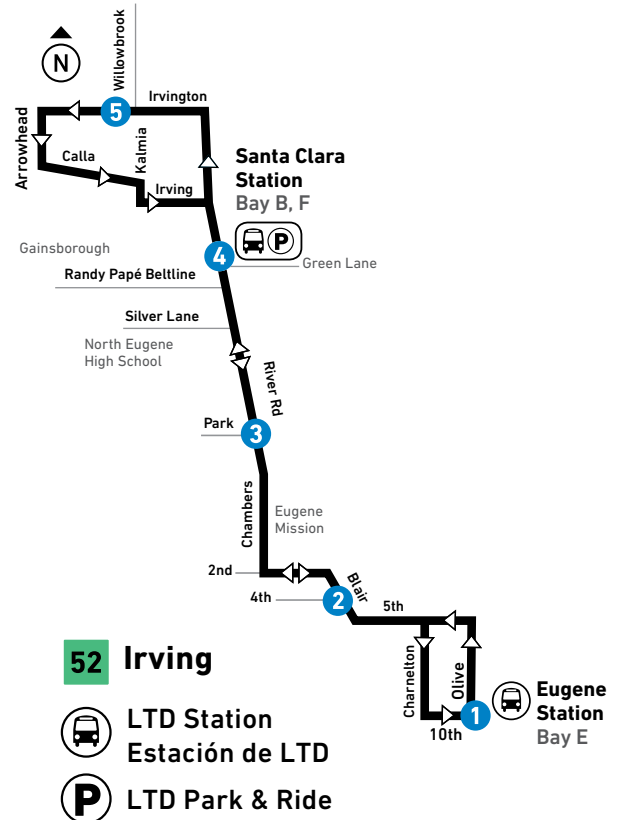 N
Willowbrook
Irvington
5
Arrowhead
Calla
Kalmia
Irving
Santa Clara
Station
Bay B, F
P
4
Gainsborough
Green Lane
Randy Papé Beltline
Silver Lane
North Eugene
High School
River Rd
Park
3
Chambers
Eugene
Mission
2nd
Blair
4th
2
5th
Charnelton
Olive
1
10th
Eugene
Station
Bay E
52 Irving
LTD Station
Estación de LTD
P
LTD Park & Ride